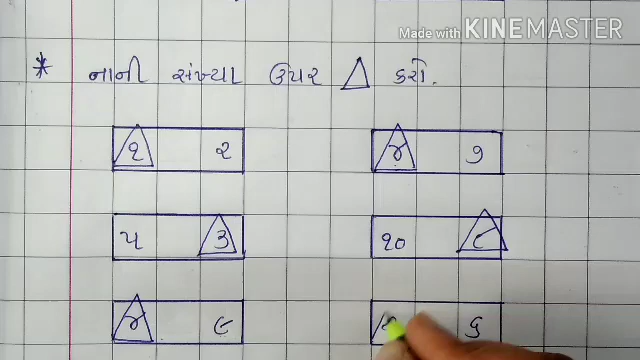 Made with KINEMASTER
* નાની સંખ્યા ઉપર △ કરો.
૧ ૨ ૪ ૭
૫ ૩ ૧૦ ૮
૪ ૯ ૬